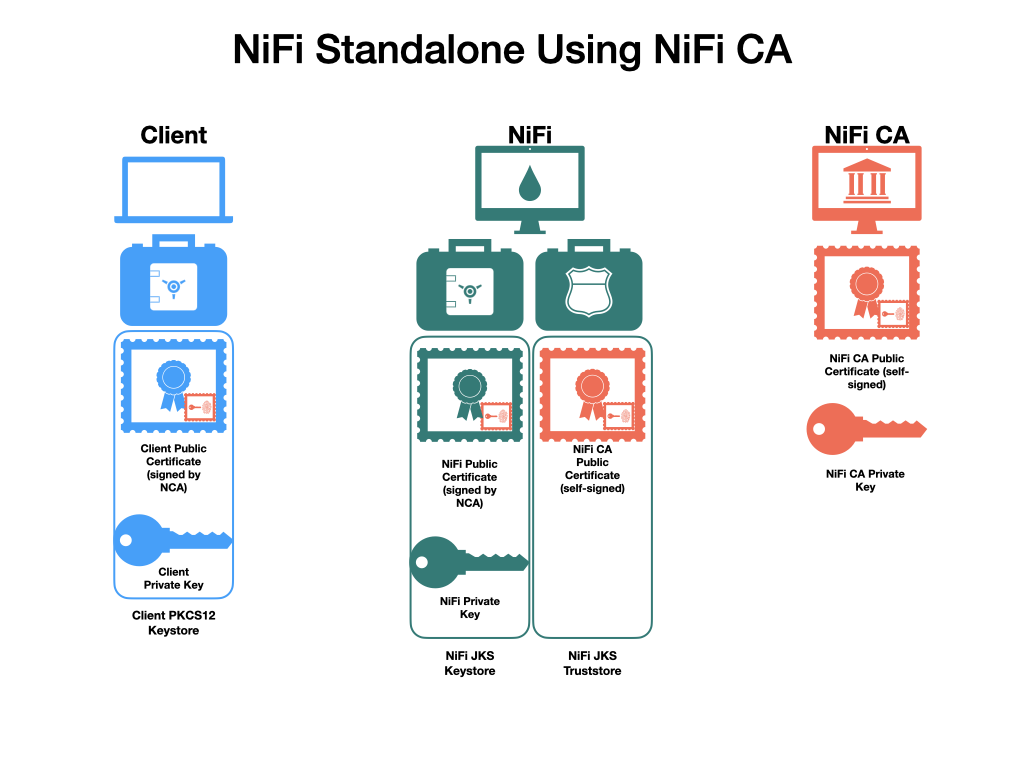 NiFi Standalone Using NiFi CA
Client
NiFi
NiFi CA
Client Public
Certificate
(signed by
NCA)
Client
Private Key
Client PKCS12
Keystore
NiFi Public
Certificate
(signed by
NCA)
NiFi Private
Key
NiFi JKS
Keystore
NiFi CA
Public
Certificate
(self-signed)
NiFi JKS
Truststore
NiFi CA Public
Certificate (self-
signed)
NiFi CA Private
Key